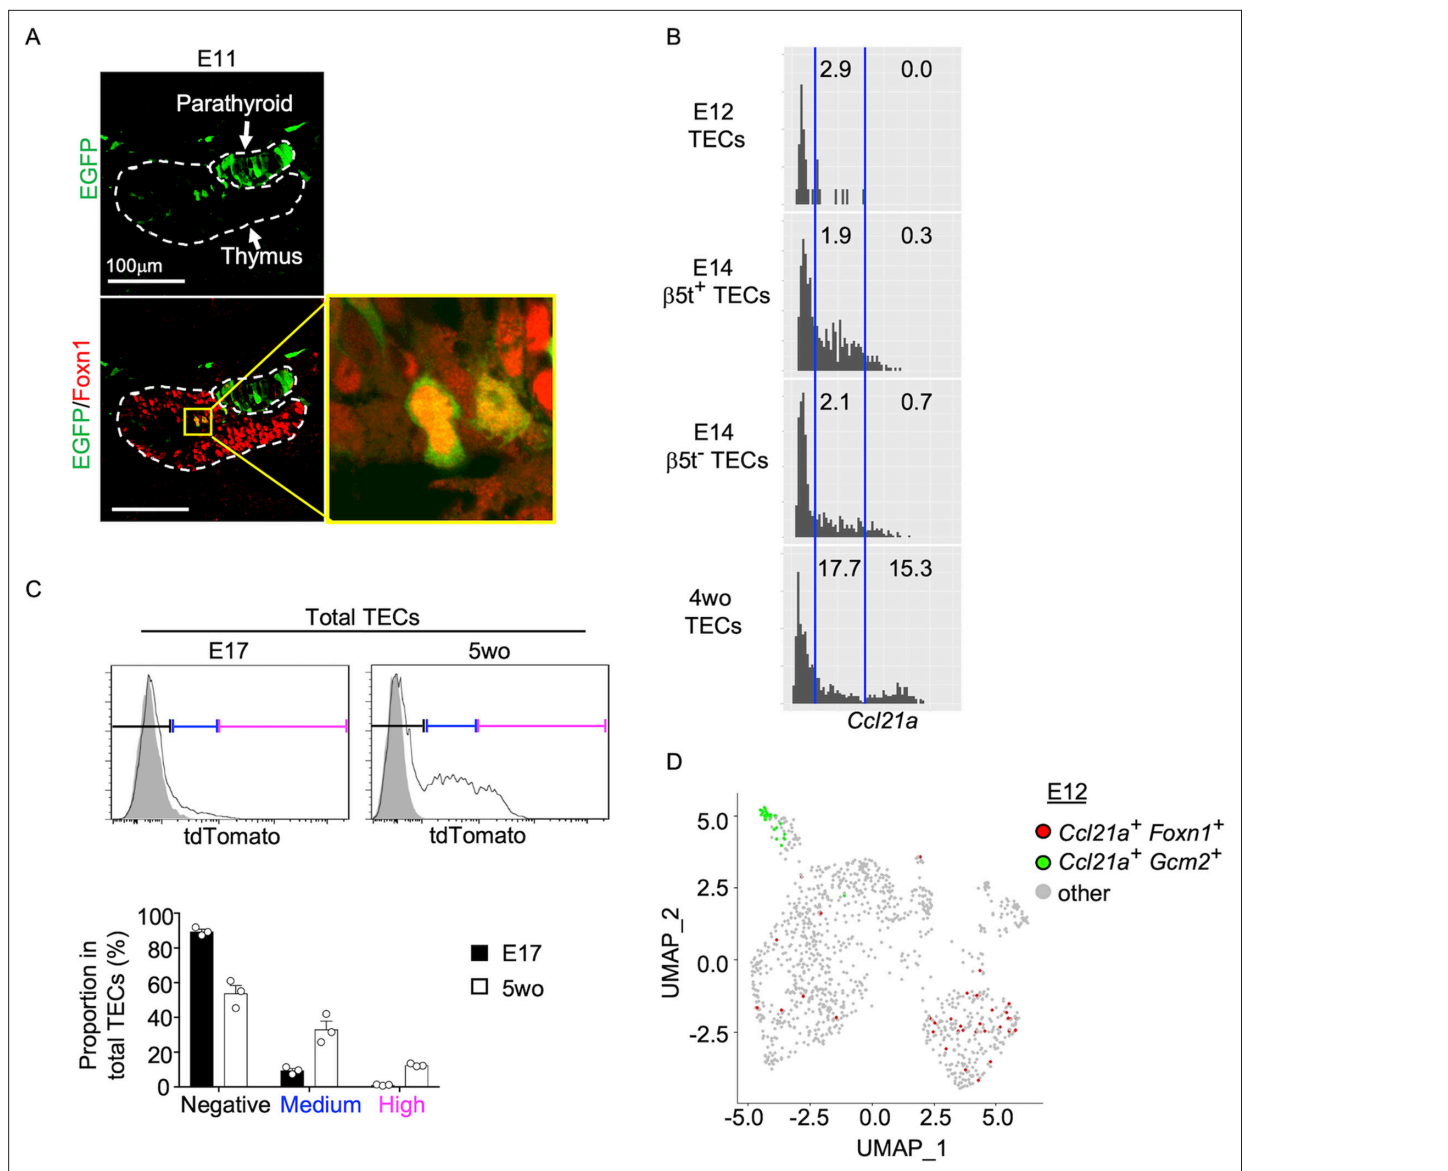 A
E11
Parathyroid
EGFP
Thymus
100µm
EGFP/Foxn1
B
2.9 0.0
E12
TECs
1.9 0.3
E14
β5t+ TECs
2.1 0.7
E14
β5t- TECs
17.7 15.3
4wo
TECs
Ccl21a
C
Total TECs
E17 5wo
tdTomato tdTomato
Proportion in
total TECs (%)
100
80
60
40
20
0
Negative Medium High
E17
5wo
D
E12
Ccl21a+ Foxn1+
Ccl21a+ Gcm2+
other
UMAP_2
5.0
2.5
0.0
-2.5
-5.0 -2.5 0.0 2.5 5.0
UMAP_1